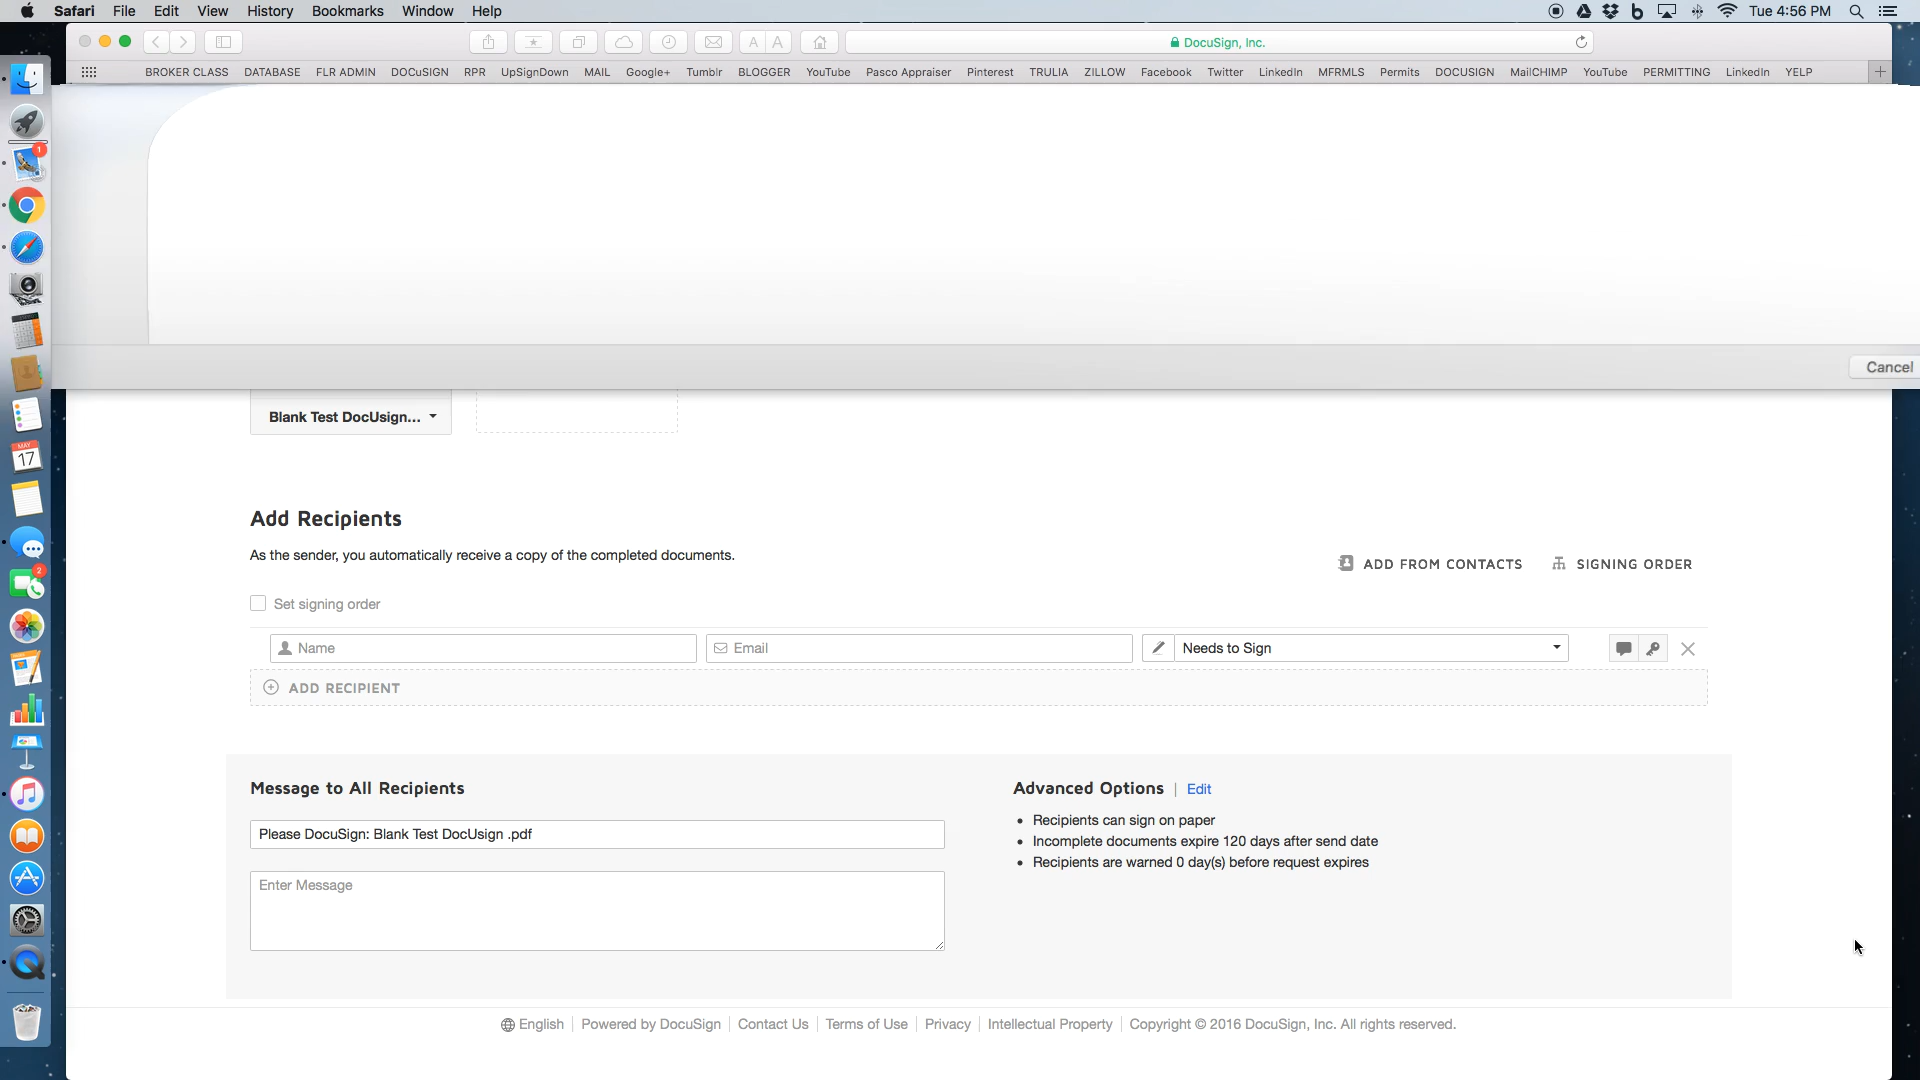 Safari File Edit View History Bookmarks Window Help Tue 4:56 PM
A A DocuSign, Inc.
BROKER CLASS DATABASE FLR ADMIN DOCuSIGN RPR UpSignDown MAIL Google+ Tumblr BLOGGER YouTube Pasco Appraiser Pinterest TRULIA ZILLOW Facebook Twitter LinkedIn MFRMLS Permits DOCUSIGN MailCHIMP YouTube PERMITTING LinkedIn YELP
1
Cancel
Blank Test DocUsign...
MAY
17
Add Recipients
As the sender, you automatically receive a copy of the completed documents.
ADD FROM CONTACTS SIGNING ORDER
2
Set signing order
Name Email Needs to Sign
ADD RECIPIENT
Message to All Recipients
Advanced Options | Edit
Please DocuSign: Blank Test DocUsign .pdf
Recipients can sign on paper
Incomplete documents expire 120 days after send date
Recipients are warned 0 day(s) before request expires
Enter Message
English Powered by DocuSign Contact Us Terms of Use Privacy Intellectual Property Copyright © 2016 DocuSign, Inc. All rights reserved.